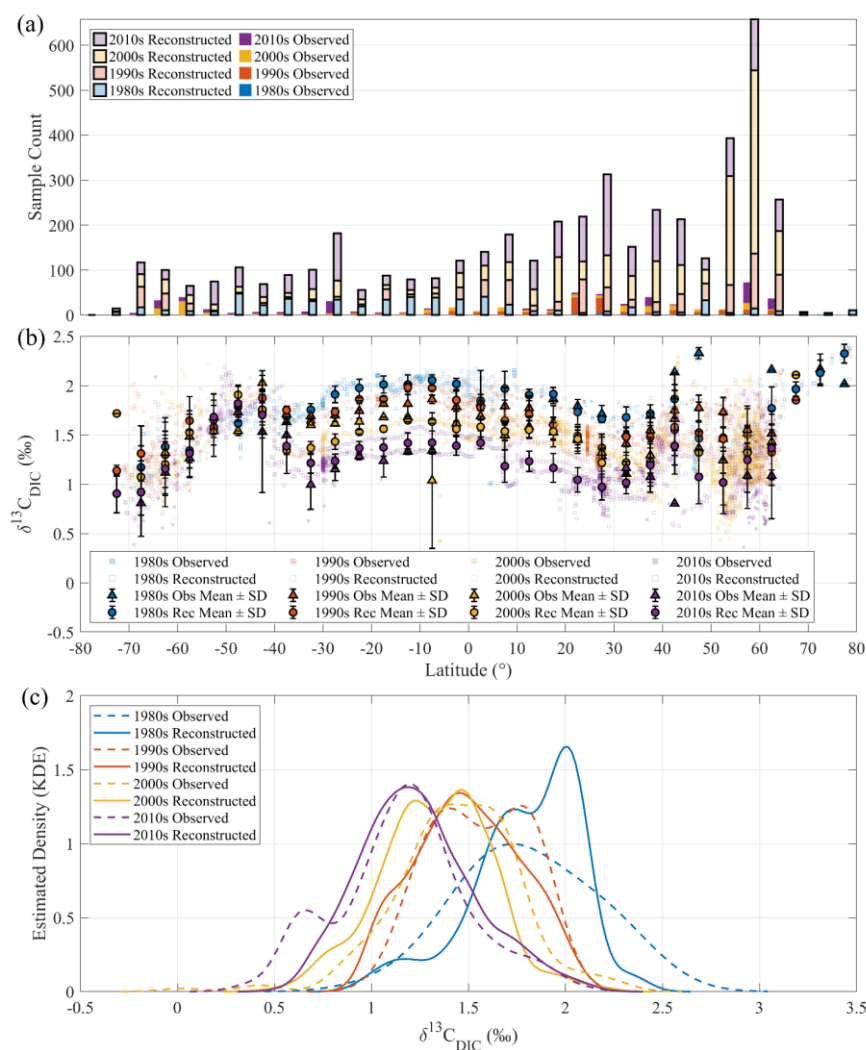 (a)
2010s Reconstructed 2010s Observed
2000s Reconstructed 2000s Observed
1990s Reconstructed 1990s Observed
1980s Reconstructed 1980s Observed
Sample Count
600
500
400
300
200
100
0
(b)
2.5
2
1.5
1
0.5
0
-0.5
δ¹³C_DIC (‰)
1980s Observed 1990s Observed 2000s Observed 2010s Observed
1980s Reconstructed 1990s Reconstructed 2000s Reconstructed 2010s Reconstructed
1980s Obs Mean ± SD 1990s Obs Mean ± SD 2000s Obs Mean ± SD 2010s Obs Mean ± SD
1980s Rec Mean ± SD 1990s Rec Mean ± SD 2000s Rec Mean ± SD 2010s Rec Mean ± SD
-80 -70 -60 -50 -40 -30 -20 -10 0 10 20 30 40 50 60 70 80
Latitude (°)
(c)
2
1.5
1
0.5
0
Estimated Density (KDE)
1980s Observed
1980s Reconstructed
1990s Observed
1990s Reconstructed
2000s Observed
2000s Reconstructed
2010s Observed
2010s Reconstructed
-0.5 0 0.5 1 1.5 2 2.5 3 3.5
δ¹³C_DIC (‰)